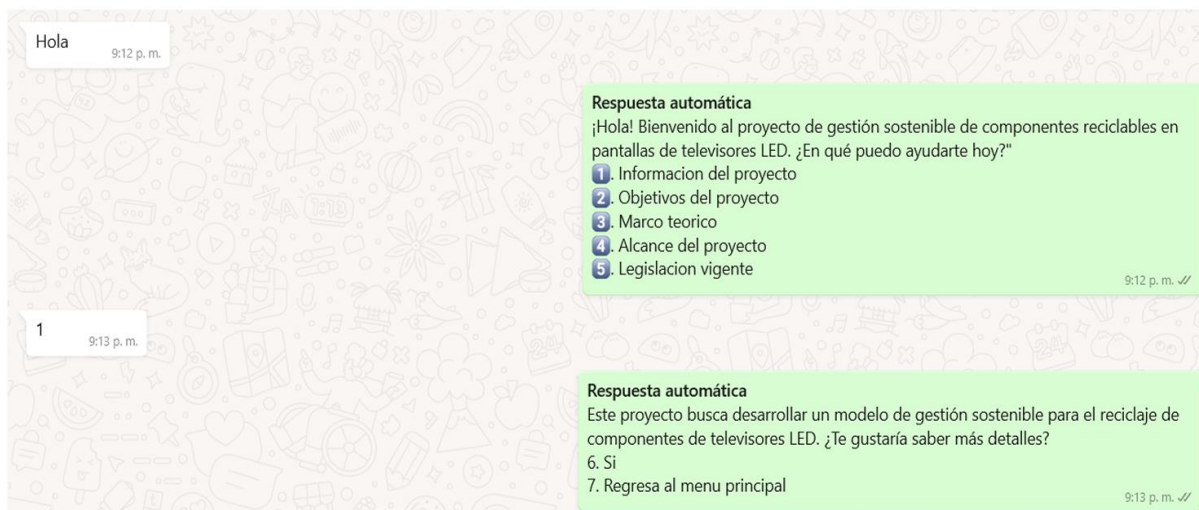 Hola
9:12 p. m.
Respuesta automática
¡Hola! Bienvenido al proyecto de gestión sostenible de componentes reciclables en
pantallas de televisores LED. ¿En qué puedo ayudarte hoy?"
1. Informacion del proyecto
2. Objetivos del proyecto
3. Marco teorico
4. Alcance del proyecto
5. Legislacion vigente
9:12 p. m.
1
9:13 p. m.
Respuesta automática
Este proyecto busca desarrollar un modelo de gestión sostenible para el reciclaje de
componentes de televisores LED. ¿Te gustaría saber más detalles?
6. Si
7. Regresa al menu principal
9:13 p. m.